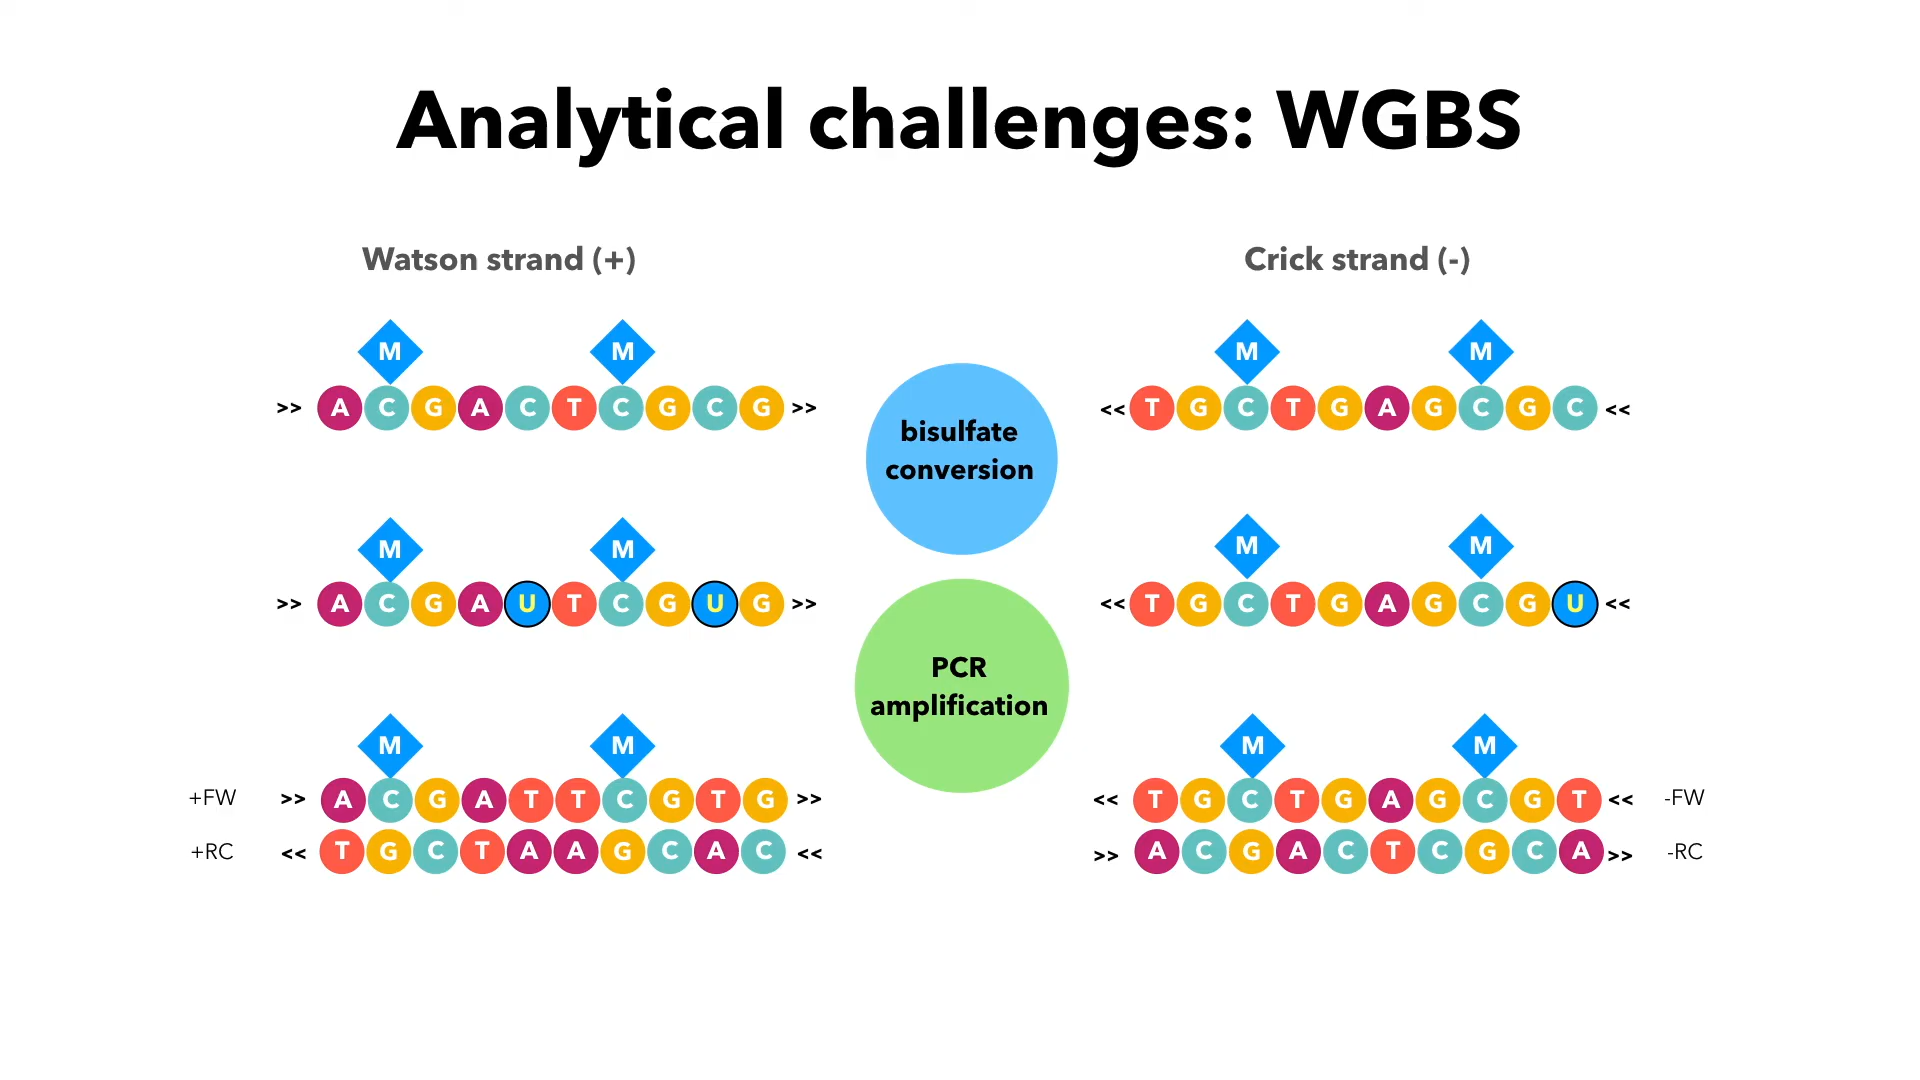 Analytical challenges: WGBS
Watson strand (+)
Crick strand (-)
M M
M M
>> A C G A C T C G C G >>
<< T G C T G A G C G C <<
bisulfate
conversion
M M
M M
>> A C G A U T C G U G >>
<< T G C T G A G C G U <<
PCR
amplification
M M
M M
+FW >> A C G A T T C G T G >>
<< T G C T G A G C G T << -FW
+RC << T G C T A A G C A C <<
>> A C G A C T C G C A >> -RC